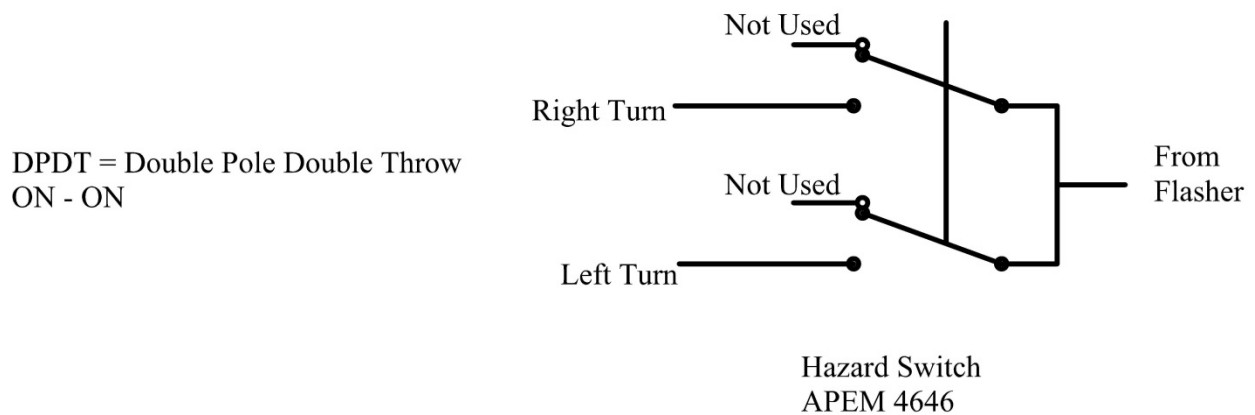 Not Used
Right Turn
DPDT = Double Pole Double Throw
ON - ON
Not Used
From
Flasher
Left Turn
Hazard Switch
APEM 4646